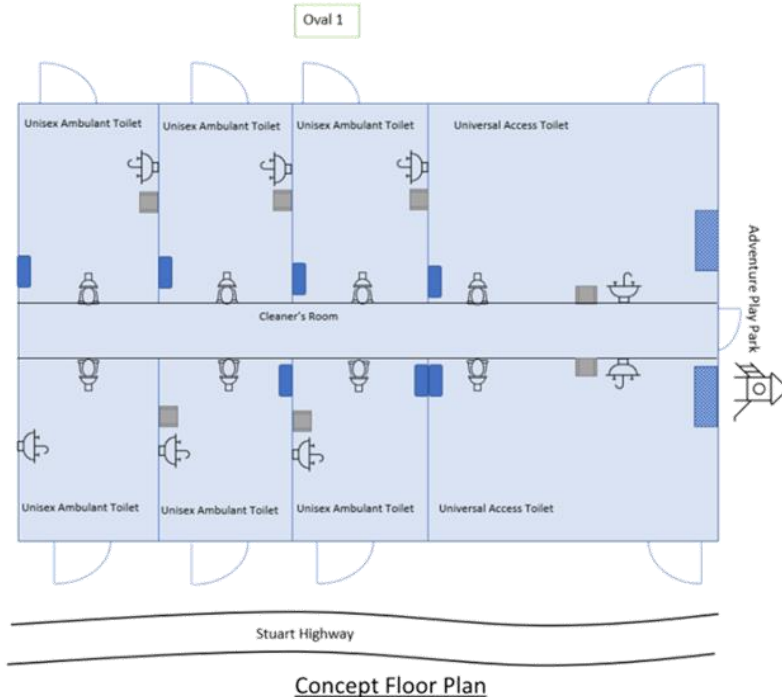 Oval 1
Unisex Ambulant Toilet
Unisex Ambulant Toilet
Unisex Ambulant Toilet
Universal Access Toilet
Adventure Play Park
Cleaner's Room
Unisex Ambulant Toilet
Unisex Ambulant Toilet
Unisex Ambulant Toilet
Universal Access Toilet
Stuart Highway
Concept Floor Plan